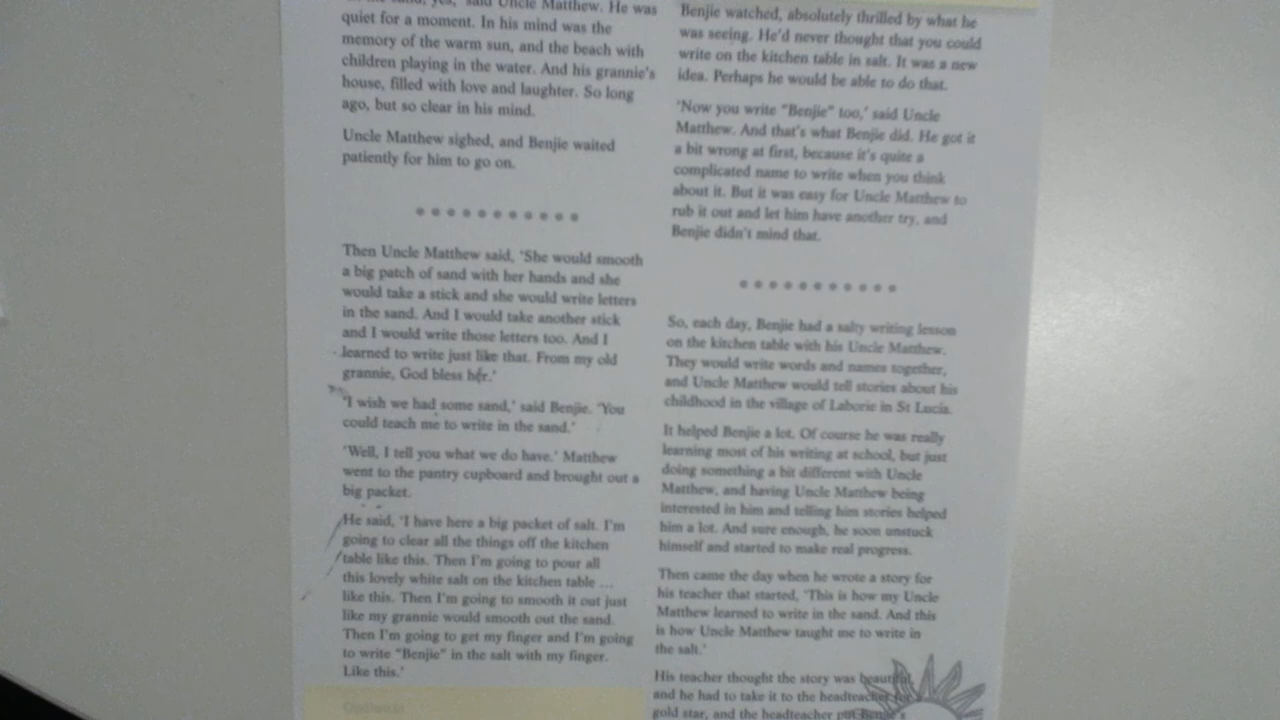 said Uncle Matthew. He was
quiet for a moment. In his mind was the
memory of the warm sun, and the beach with
children playing in the water. And his grannie's
house, filled with love and laughter. So long
ago, but so clear in his mind.
Uncle Matthew sighed, and Benjie waited
patiently for him to go on.
Then Uncle Matthew said, 'She would smooth
a big patch of sand with her hands and she
would take a stick and she would write letters
in the sand. And I would take another stick
and I would write those letters too. And I
learned to write just like that. From my old
grannie, God bless her.'
'I wish we had some sand,' said Benjie. 'You
could teach me to write in the sand.'
'Well, I tell you what we do have.' Matthew
went to the pantry cupboard and brought out a
big packet.
He said, 'I have here a big packet of salt. I'm
going to clear all the things off the kitchen
table like this. Then I'm going to pour all
this lovely white salt on the kitchen table ...
like this. Then I'm going to smooth it out just
like my grannie would smooth out the sand.
Then I'm going to get my finger and I'm going
to write "Benjie" in the salt with my finger.
Like this.'
Benjie watched, absolutely thrilled by what he
was seeing. He'd never thought that you could
write on the kitchen table in salt. It was a new
idea. Perhaps he would be able to do that.
'Now you write "Benjie" too,' said Uncle
Matthew. And that's what Benjie did. He got it
a bit wrong at first, because it's quite a
complicated name to write when you think
about it. But it was easy for Uncle Matthew to
rub it out and let him have another try, and
Benjie didn't mind that.
So, each day, Benjie had a salty writing lesson
on the kitchen table with his Uncle Matthew.
They would write words and names together,
and Uncle Matthew would tell stories about his
childhood in the village of Laborie in St Lucia.
It helped Benjie a lot. Of course he was really
learning most of his writing at school, but just
doing something a bit different with Uncle
Matthew, and having Uncle Matthew being
interested in him and telling him stories helped
him a lot. And sure enough, he soon unstuck
himself and started to make real progress.
Then came the day when he wrote a story for
his teacher that started, 'This is how my Uncle
Matthew learned to write in the sand. And this
is how Uncle Matthew taught me to write in
the salt.'
His teacher thought the story was beautiful,
and he had to take it to the headteacher for
gold star, and the headteacher put Benjie's